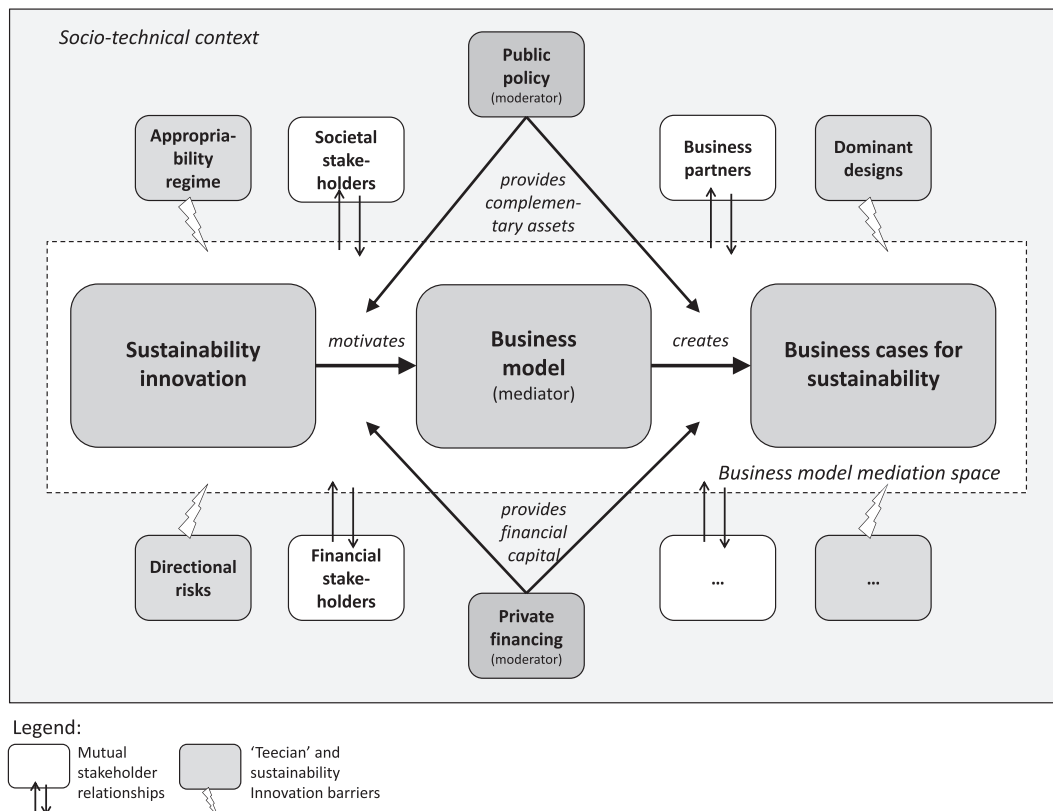 Socio-technical context
Public
policy
(moderator)
Appropria-
bility
regime
Societal
stake-
holders
Business
partners
Dominant
designs
provides
complemen-
tary assets
Sustainability
innovation
motivates
Business
model
(mediator)
creates
Business cases for
sustainability
Business model mediation space
provides
financial
capital
Directional
risks
Financial
stake-
holders
...
...
Private
financing
(moderator)
Legend:
Mutual
stakeholder
relationships
‘Teecian’ and
sustainability
Innovation barriers